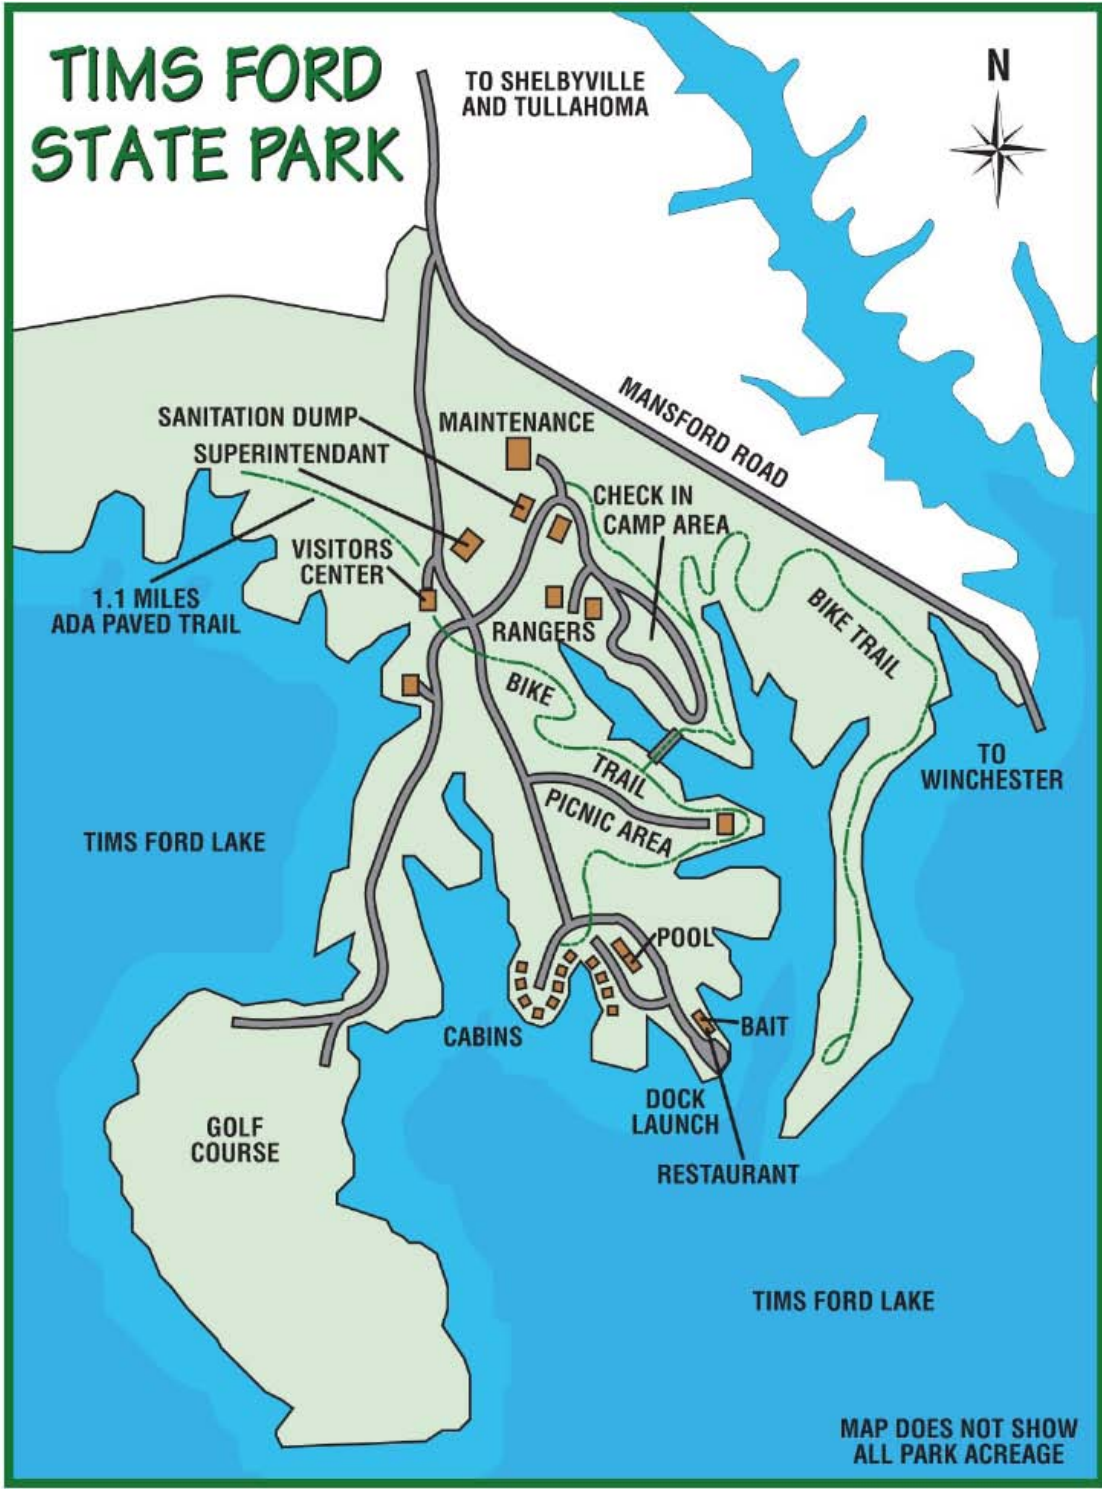 TIMS FORD
STATE PARK
TO SHELBYVILLE
AND TULLAHOMA
N
MANSFORD ROAD
SANITATION DUMP
MAINTENANCE
SUPERINTENDANT
CHECK IN
CAMP AREA
VISITORS
CENTER
1.1 MILES
ADA PAVED TRAIL
RANGERS
BIKE TRAIL
BIKE
TRAIL
TO
WINCHESTER
PICNIC AREA
TIMS FORD LAKE
POOL
CABINS
BAIT
DOCK
LAUNCH
GOLF
COURSE
RESTAURANT
TIMS FORD LAKE
MAP DOES NOT SHOW
ALL PARK ACREAGE